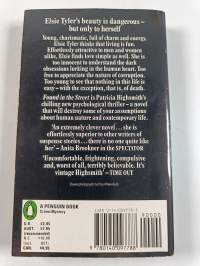 Elsie Tyler's beauty is dangerous –
but only to herself
Young, charismatic, full of charm and energy,
Elsie Tyler thinks that living is fun.
Effortlessly attractive to men and women
alike, Elsie finds love simple as well. She is
too innocent to understand the dark
obsessions lurking in the human heart. Too
free to appreciate the nature of corruption.
Too young to see that nothing in this life is
easy – with the exception, that is, of death.
Found in the Street is Patricia Highsmith's
chilling new psychological thriller – a novel
that will destroy some of your assumptions
about human nature and contemporary life.
'An extremely clever novel ... she is
effortlessly superior to other writers of
suspense stories ... there is no one quite like
her' – Anita Brookner in the SPECTATOR
'Uncomfortable, frightening, compulsive
and, worst of all, terribly believable. It's
vintage Highsmith' – TIME OUT
A PENGUIN BOOK
Crime/Mystery
U.K.
AUST.
N.Z.
CAN.
90000
9 780140 097788